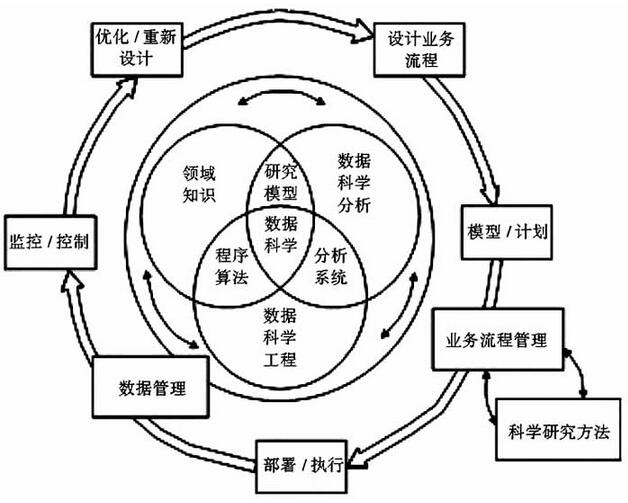 优化/重新
设计
设计业务
流程
领域
知识
研究
模型
数据
科学
分析
数据
科学
程序
算法
分析
系统
数据
科学
工程
监控/控制
模型/计划
业务流程管理
数据管理
科学研究方法
部署/执行